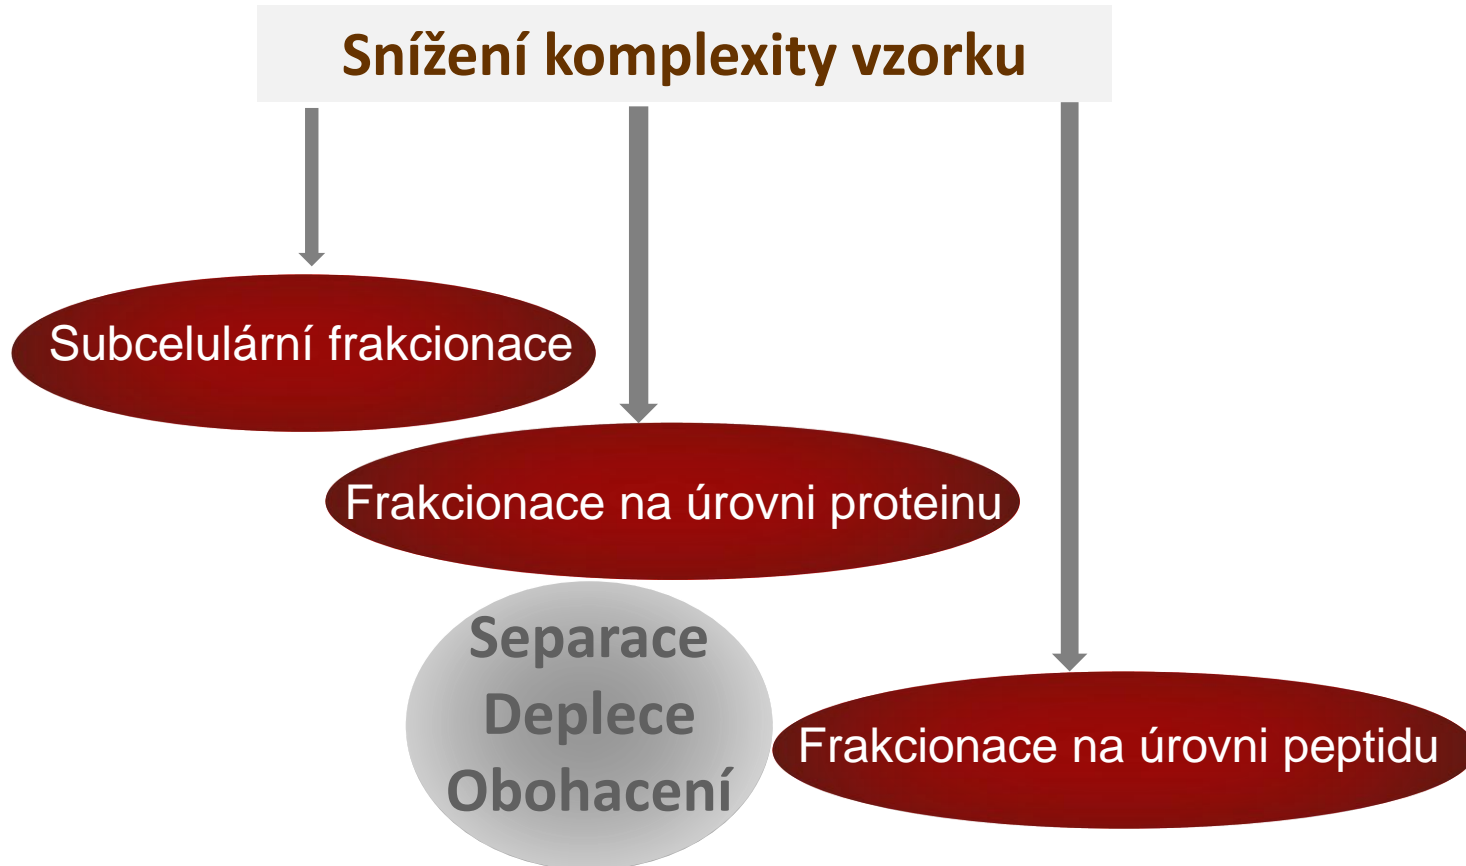 Snížení komplexity vzorku
Subcelulární frakcionace
Frakcionace na úrovni proteinu
Separace
Deplece
Obohacení
Frakcionace na úrovni peptidu